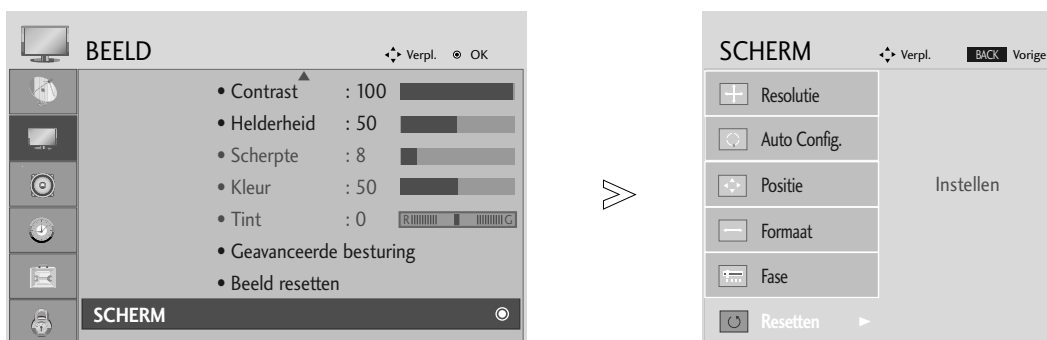 BEELD Verpl. OK
• Contrast : 100
• Helderheid : 50
• Scherpte : 8
• Kleur : 50
• Tint : 0 R G
• Geavanceerde besturing
• Beeld resetten
SCHERM
SCHERM Verpl. BACK Vorige
Resolutie
Auto Config.
Positie
Instellen
Formaat
Fase
Resetten